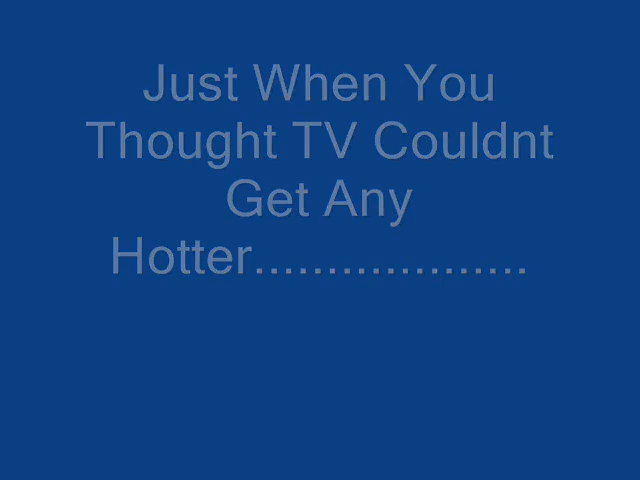 Just When You
Thought TV Couldnt
Get Any
Hotter...................